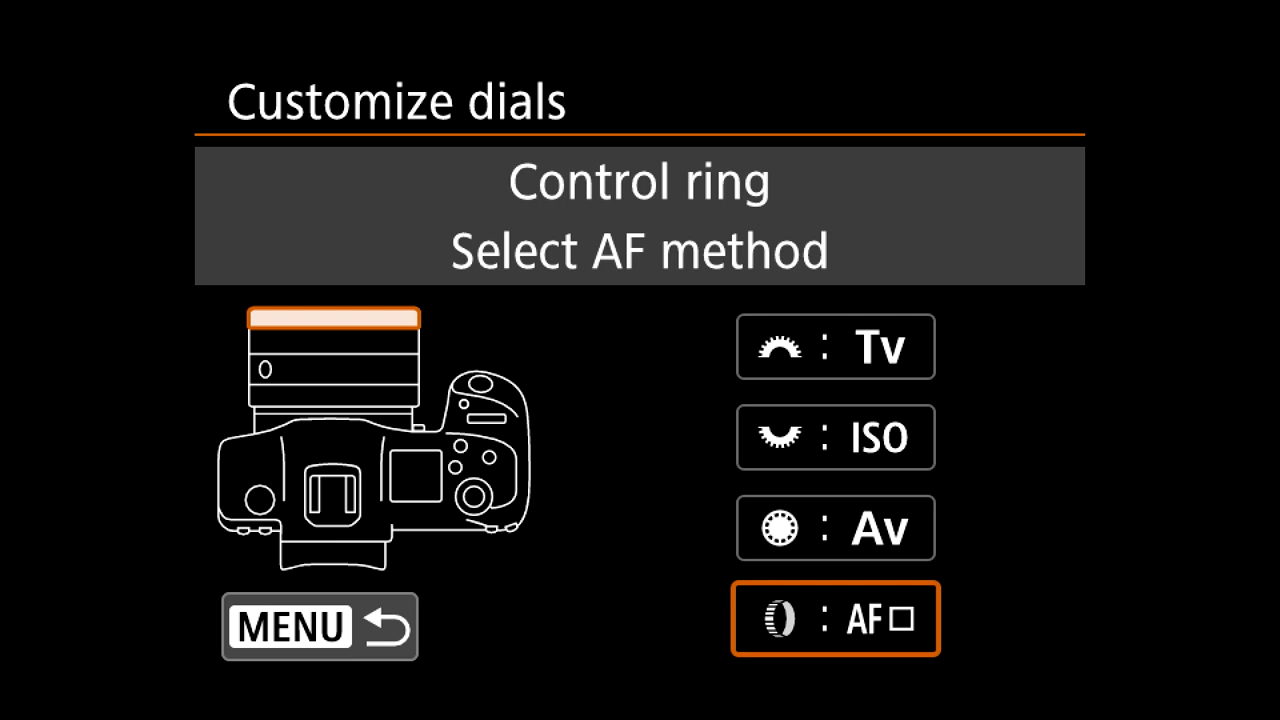 Customize dials
Control ring
Select AF method
: Tv
: ISO
: Av
: AF
MENU